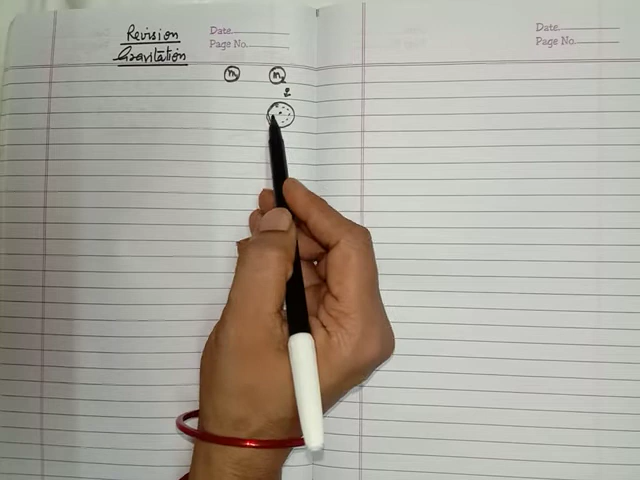 Revision
Gravitation
Date
Page No.
m m
Date
Page No.